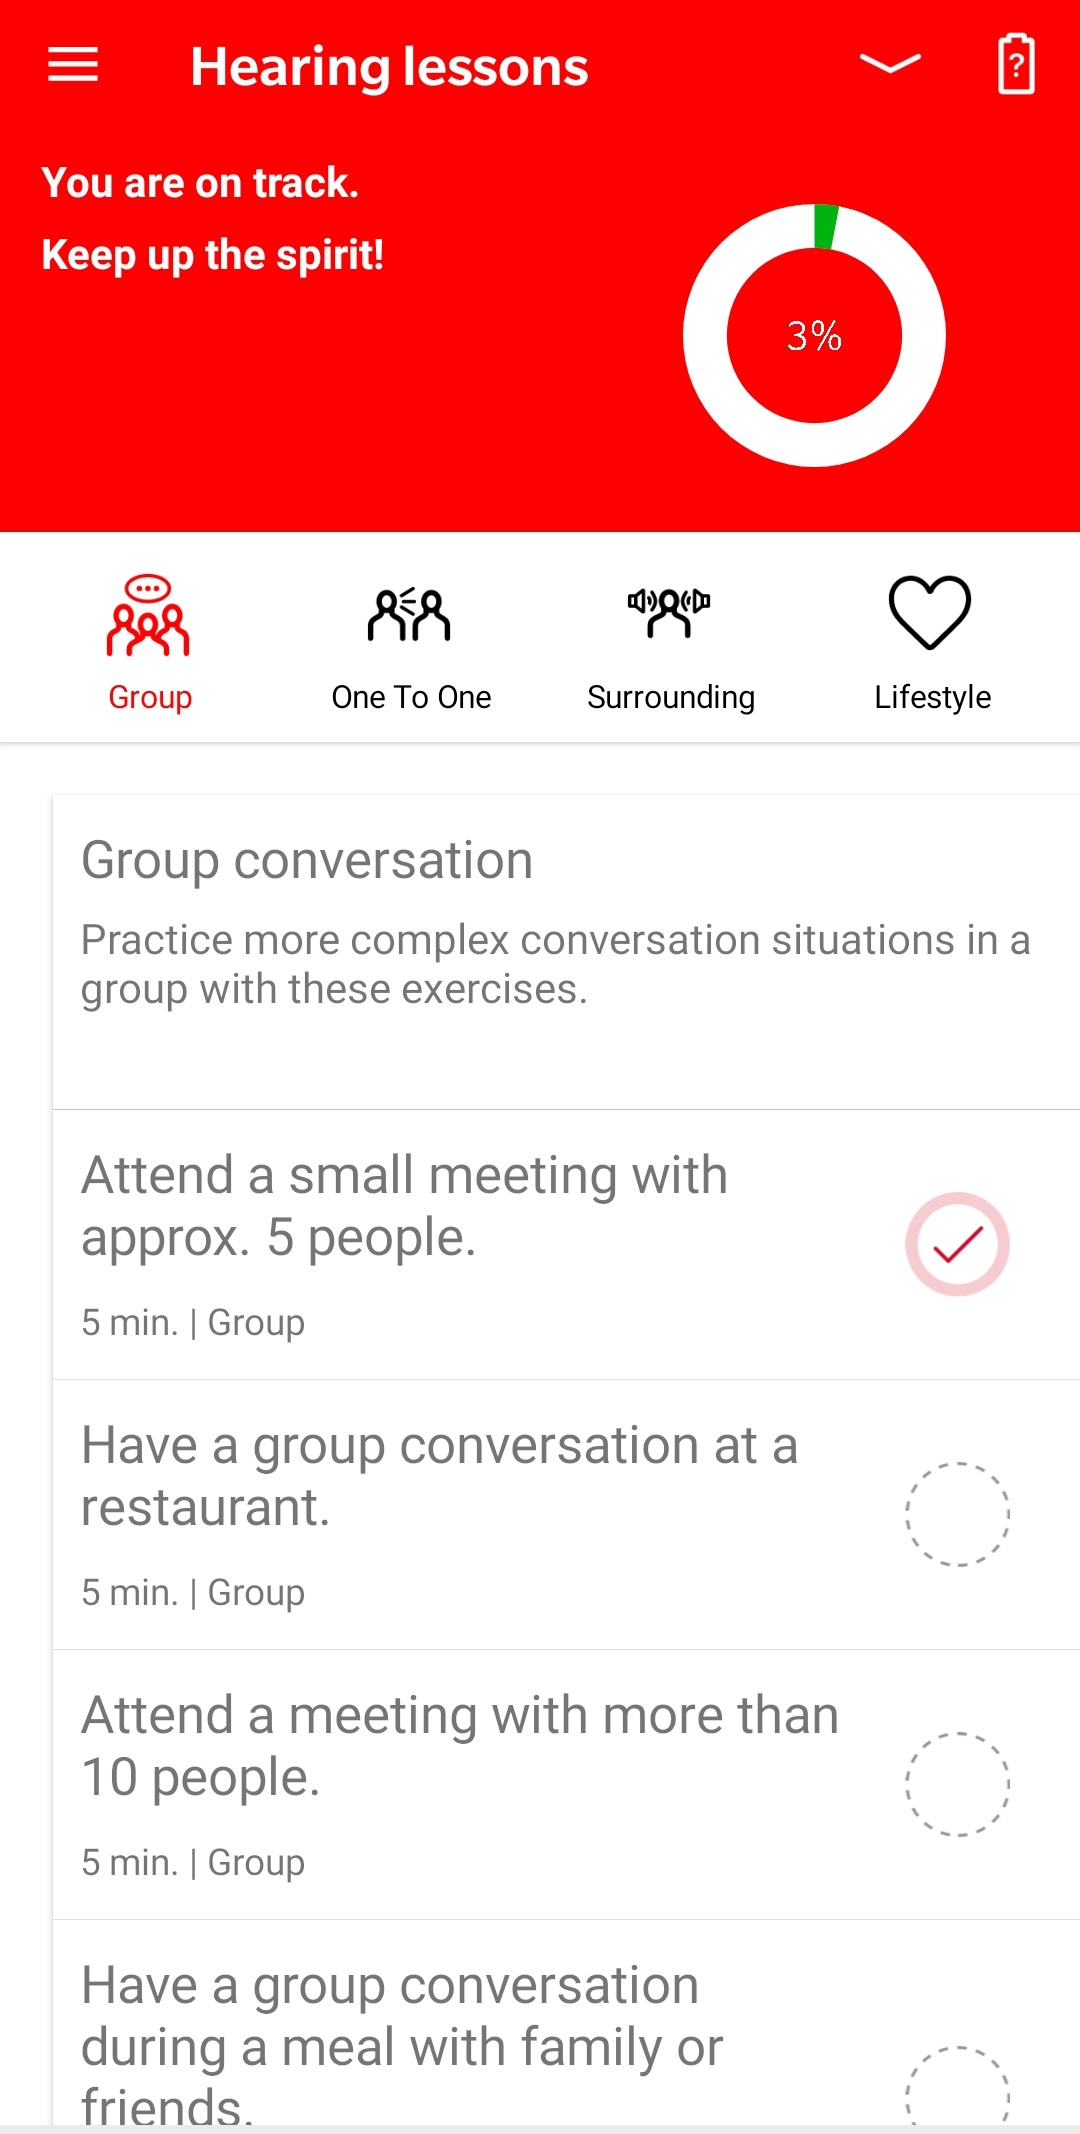 Hearing lessons
?
You are on track.
Keep up the spirit!
3%
Group
One To One
Surrounding
Lifestyle
Group conversation
Practice more complex conversation situations in a
group with these exercises.
Attend a small meeting with
approx. 5 people.
5 min. | Group
Have a group conversation at a
restaurant.
5 min. | Group
Attend a meeting with more than
10 people.
5 min. | Group
Have a group conversation
during a meal with family or
friends.